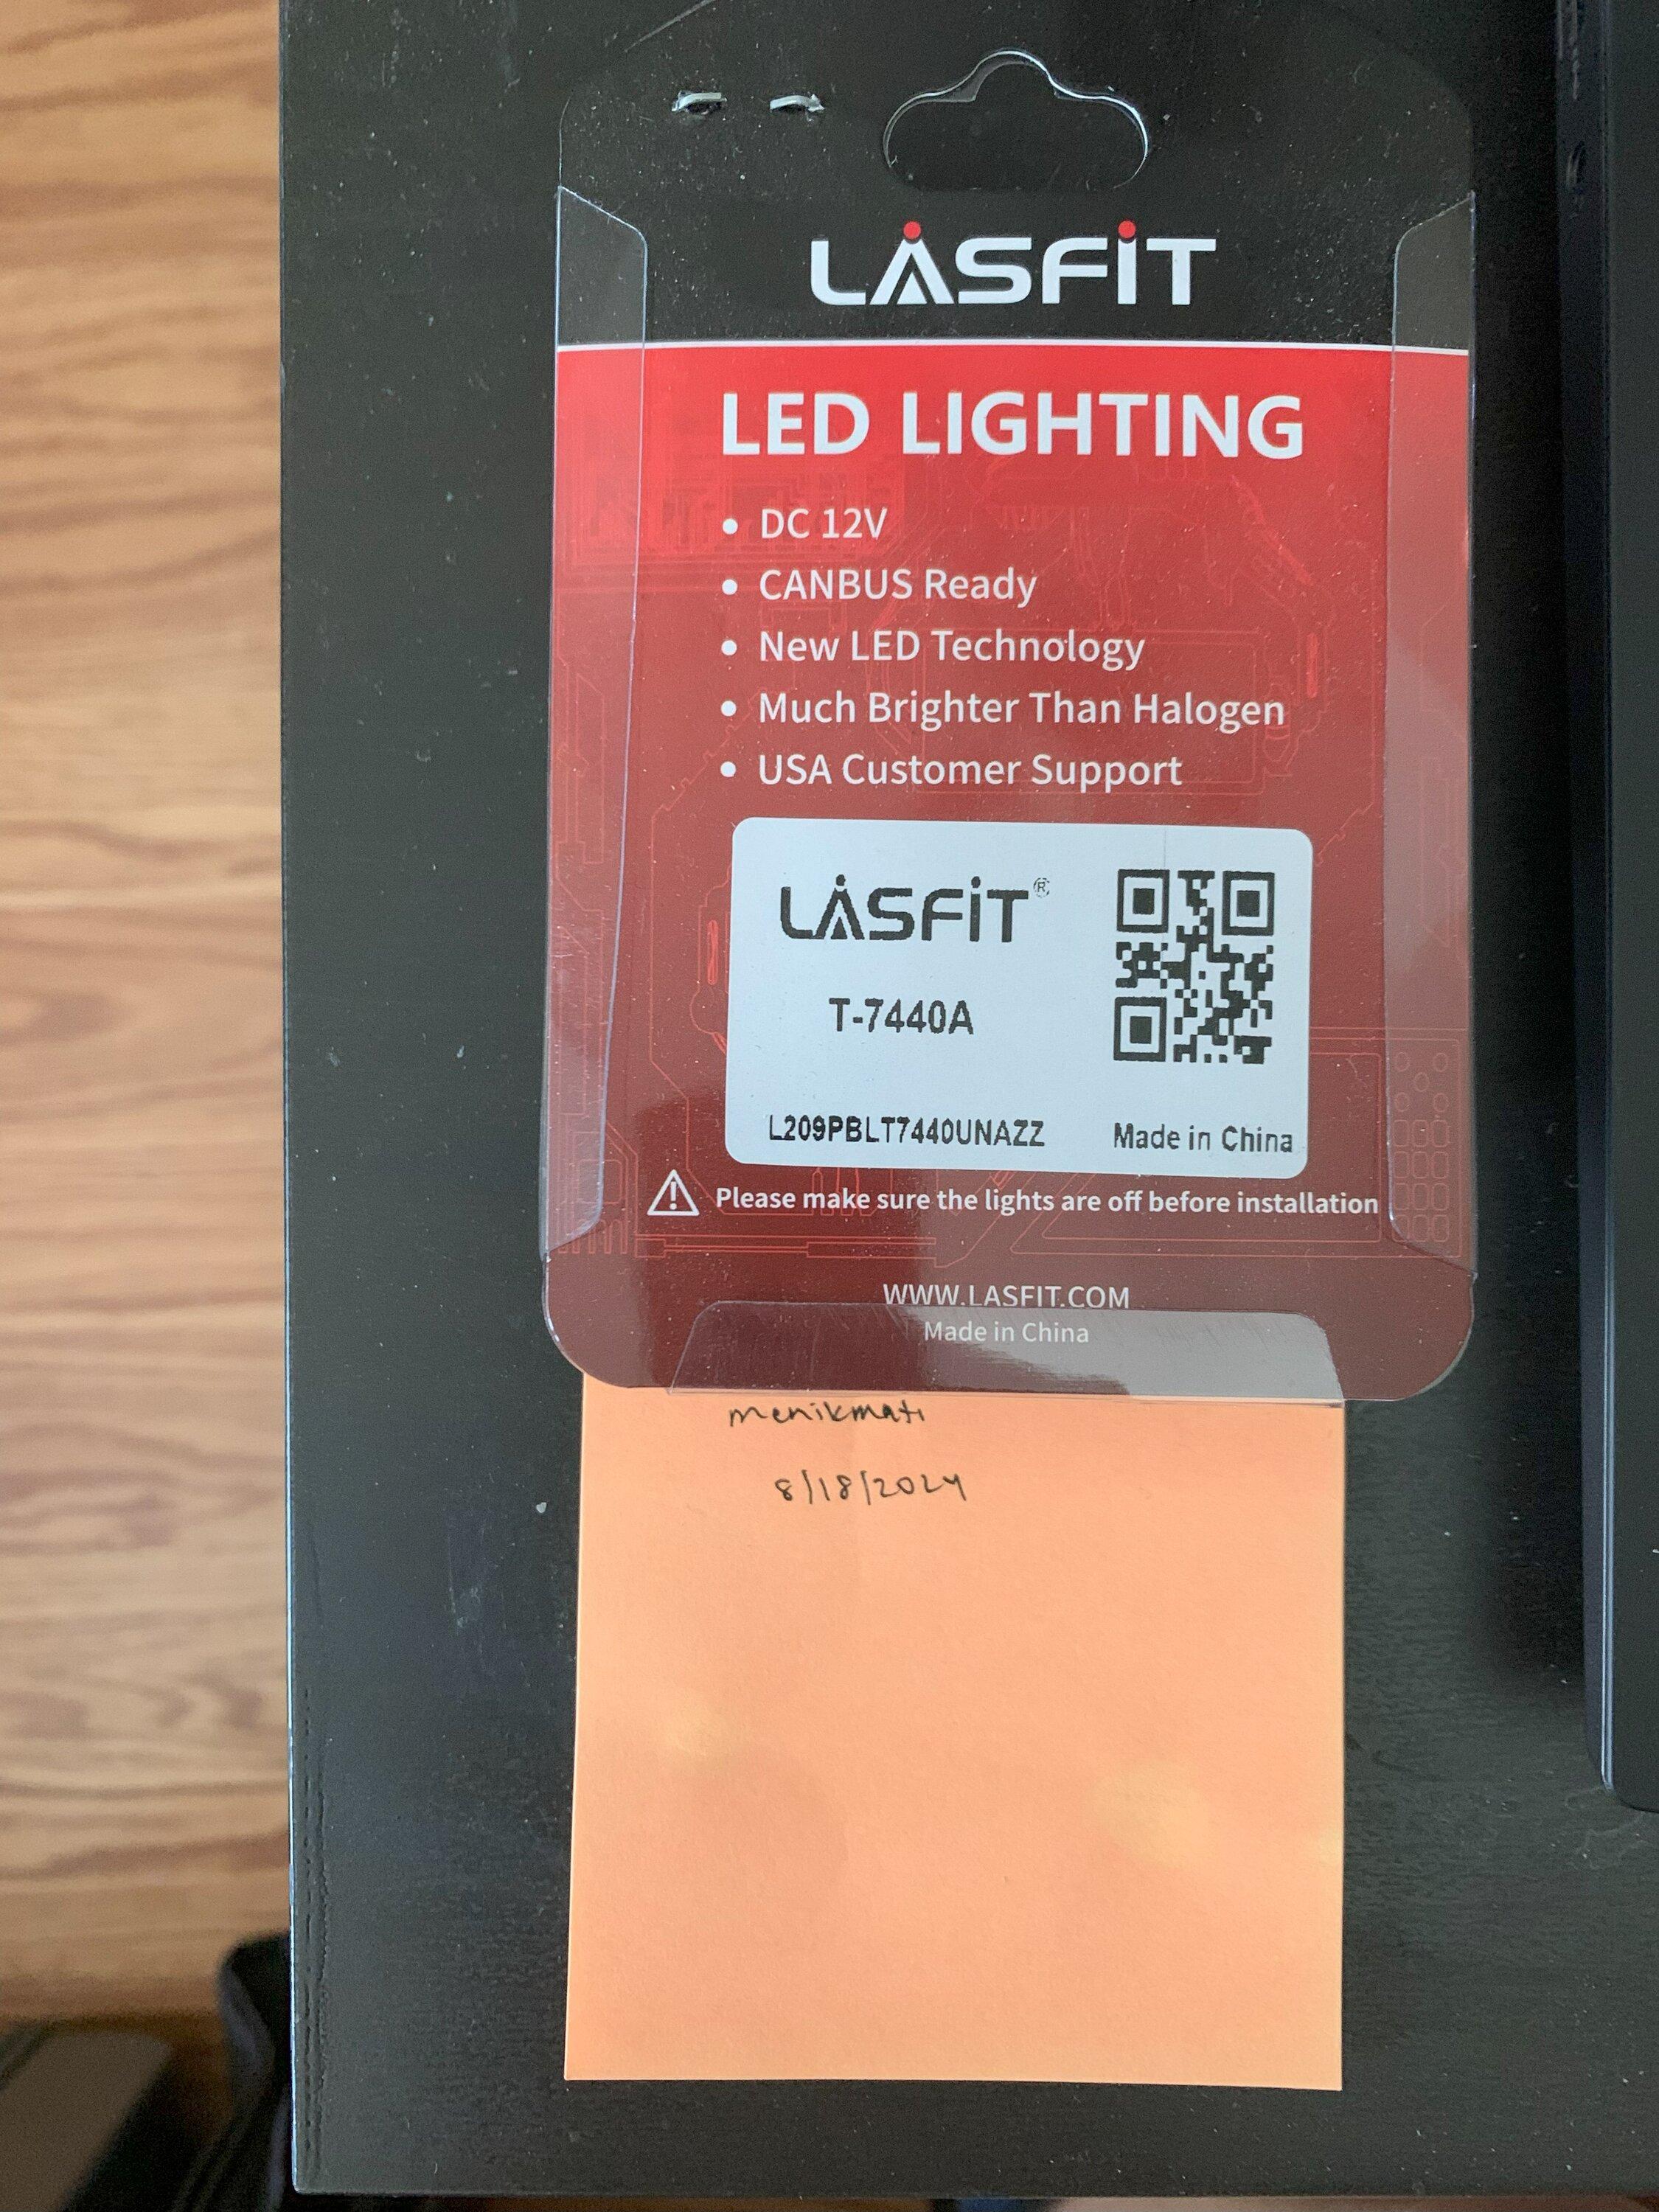 LASFIT
LED LIGHTING
• DC 12V
• CANBUS Ready
• New LED Technology
• Much Brighter Than Halogen
• USA Customer Support
LASFIT®
T-7440A
L209PBLT7440UNAZZ Made in China
Please make sure the lights are off before installation
WWW.LASFIT.COM
Made in China
menikmati
8/18/2024